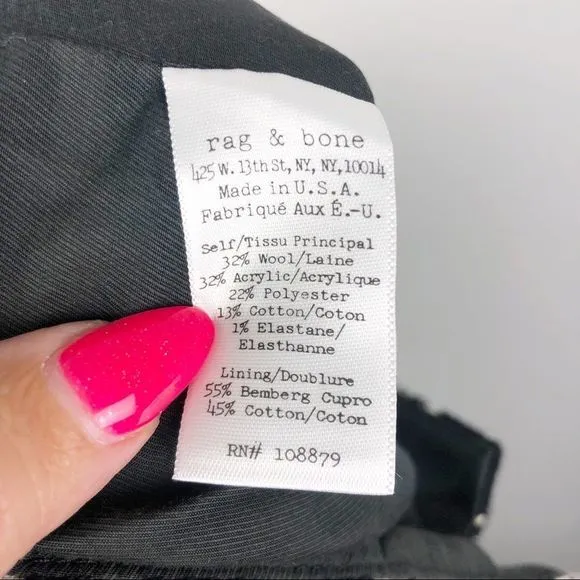 rag & bone
425 W. 13th St, NY, NY, 10014
Made in U.S.A.
Fabriqué Aux É.-U.
Self/Tissu Principal
32% Wool/Laine
32% Acrylic/Acrylique
22% Polyester
13% Cotton/Coton
1% Elastane/
Elasthanne
Lining/Doublure
55% Bemberg Cupro
45% Cotton/Coton
RN# 108879